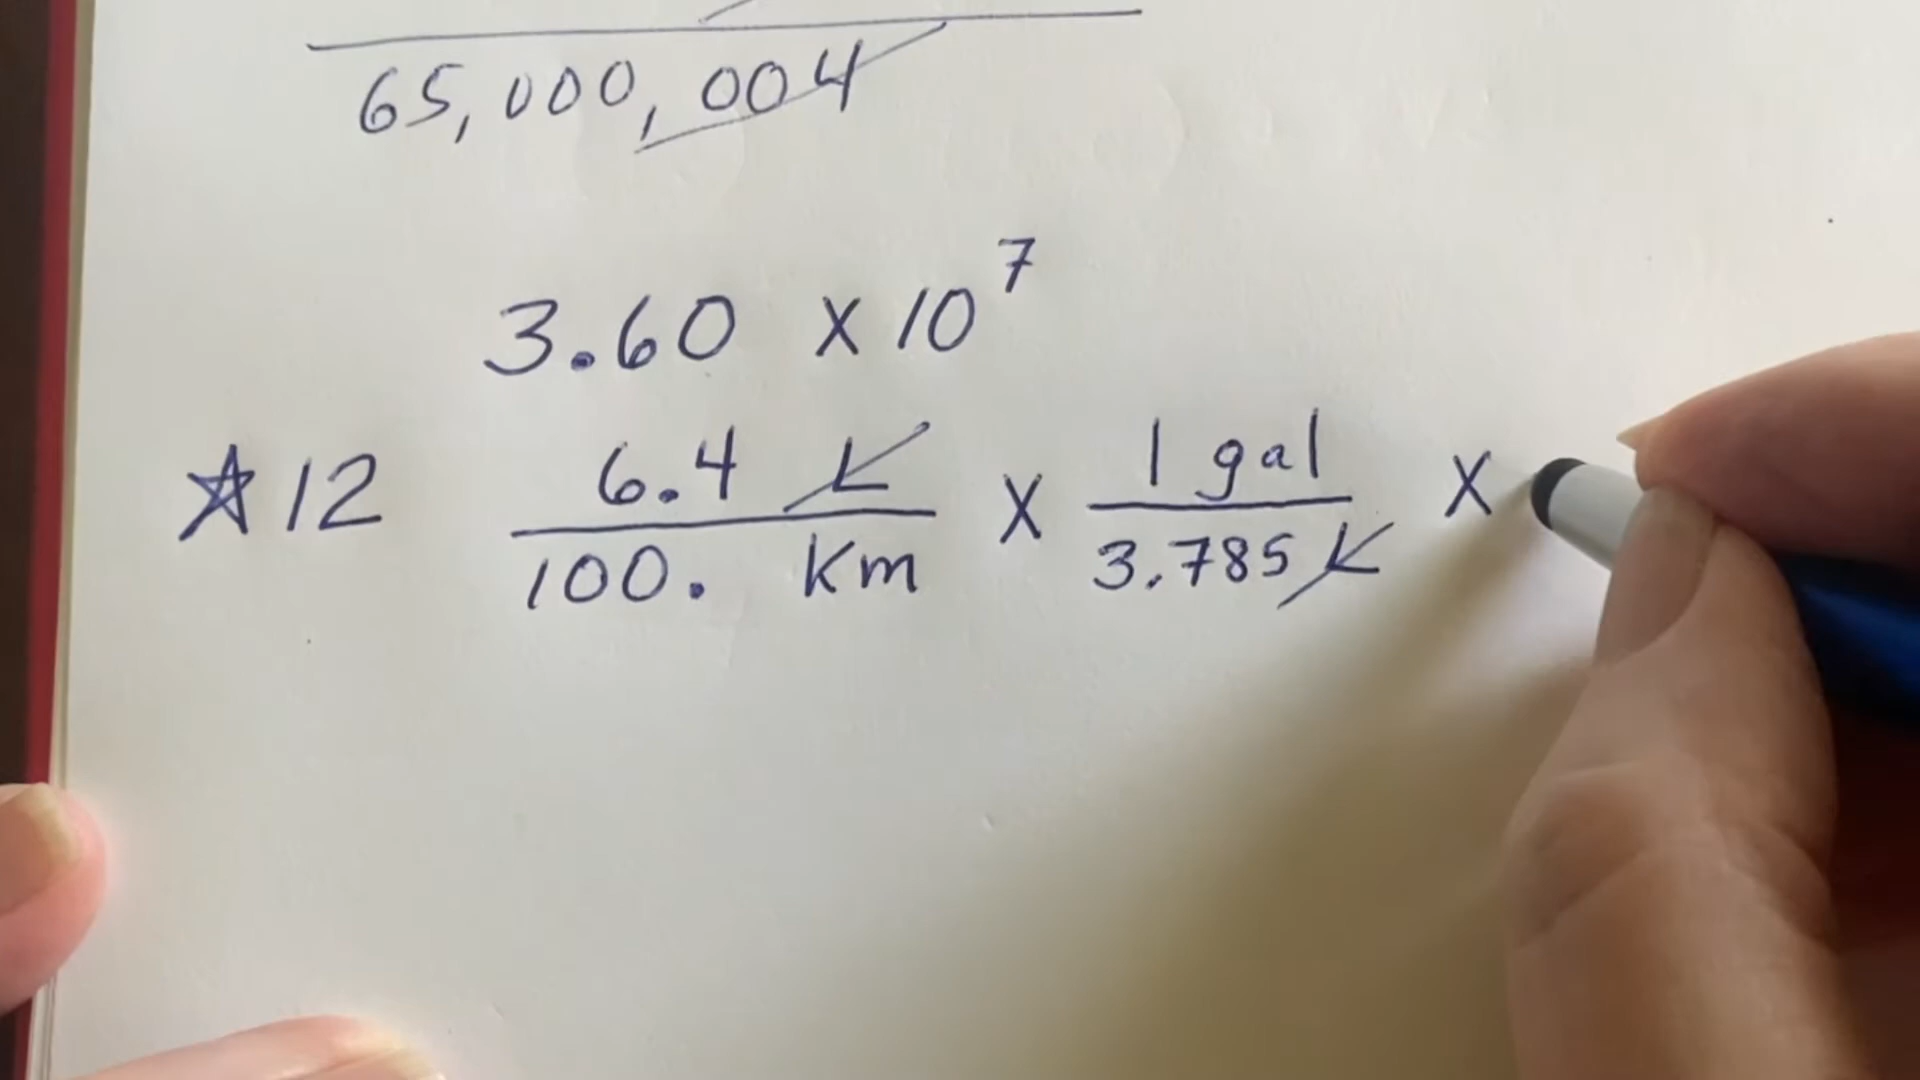 65,000,004
3.60 x 10^7
☆12 6.4 L x 1 gal x
100. km 3.785 L